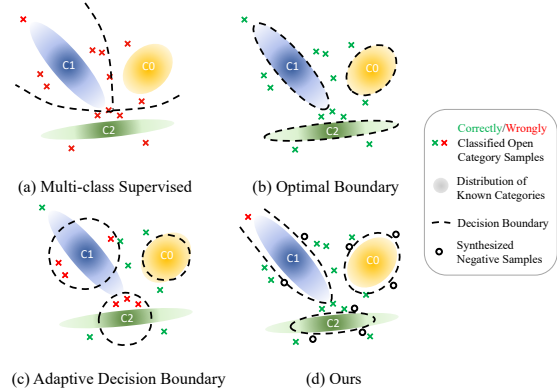 C1
C0
C2
(a) Multi-class Supervised
C1
C0
C2
(b) Optimal Boundary
C1
C0
C2
(c) Adaptive Decision Boundary
C1
C0
C2
(d) Ours
Correctly/Wrongly
Classified Open
Category Samples
Distribution of
Known Categories
Decision Boundary
Synthesized
Negative Samples